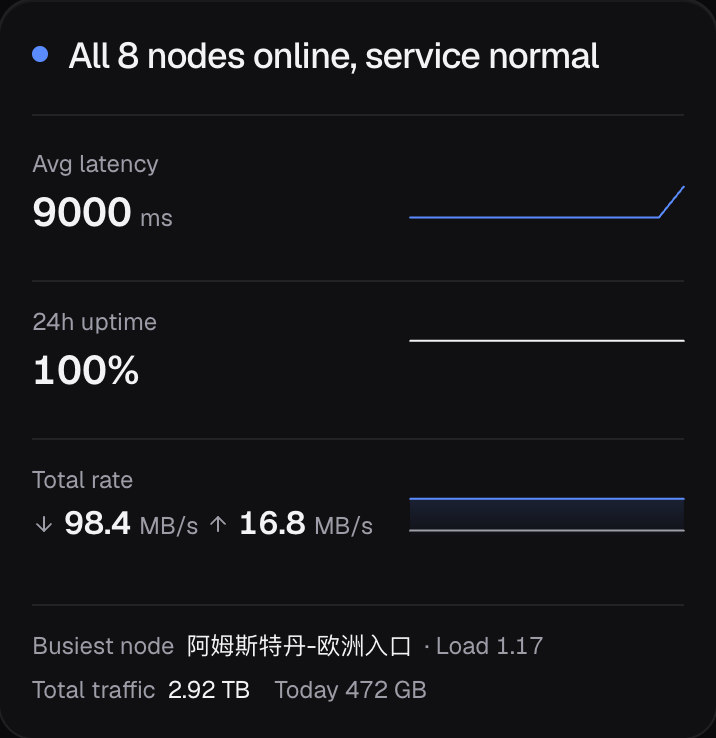 All 8 nodes online, service normal
Avg latency
9000 ms
24h uptime
100%
Total rate
↓ 98.4 MB/s ↑ 16.8 MB/s
Busiest node 阿姆斯特丹-欧洲入口 · Load 1.17
Total traffic 2.92 TB Today 472 GB